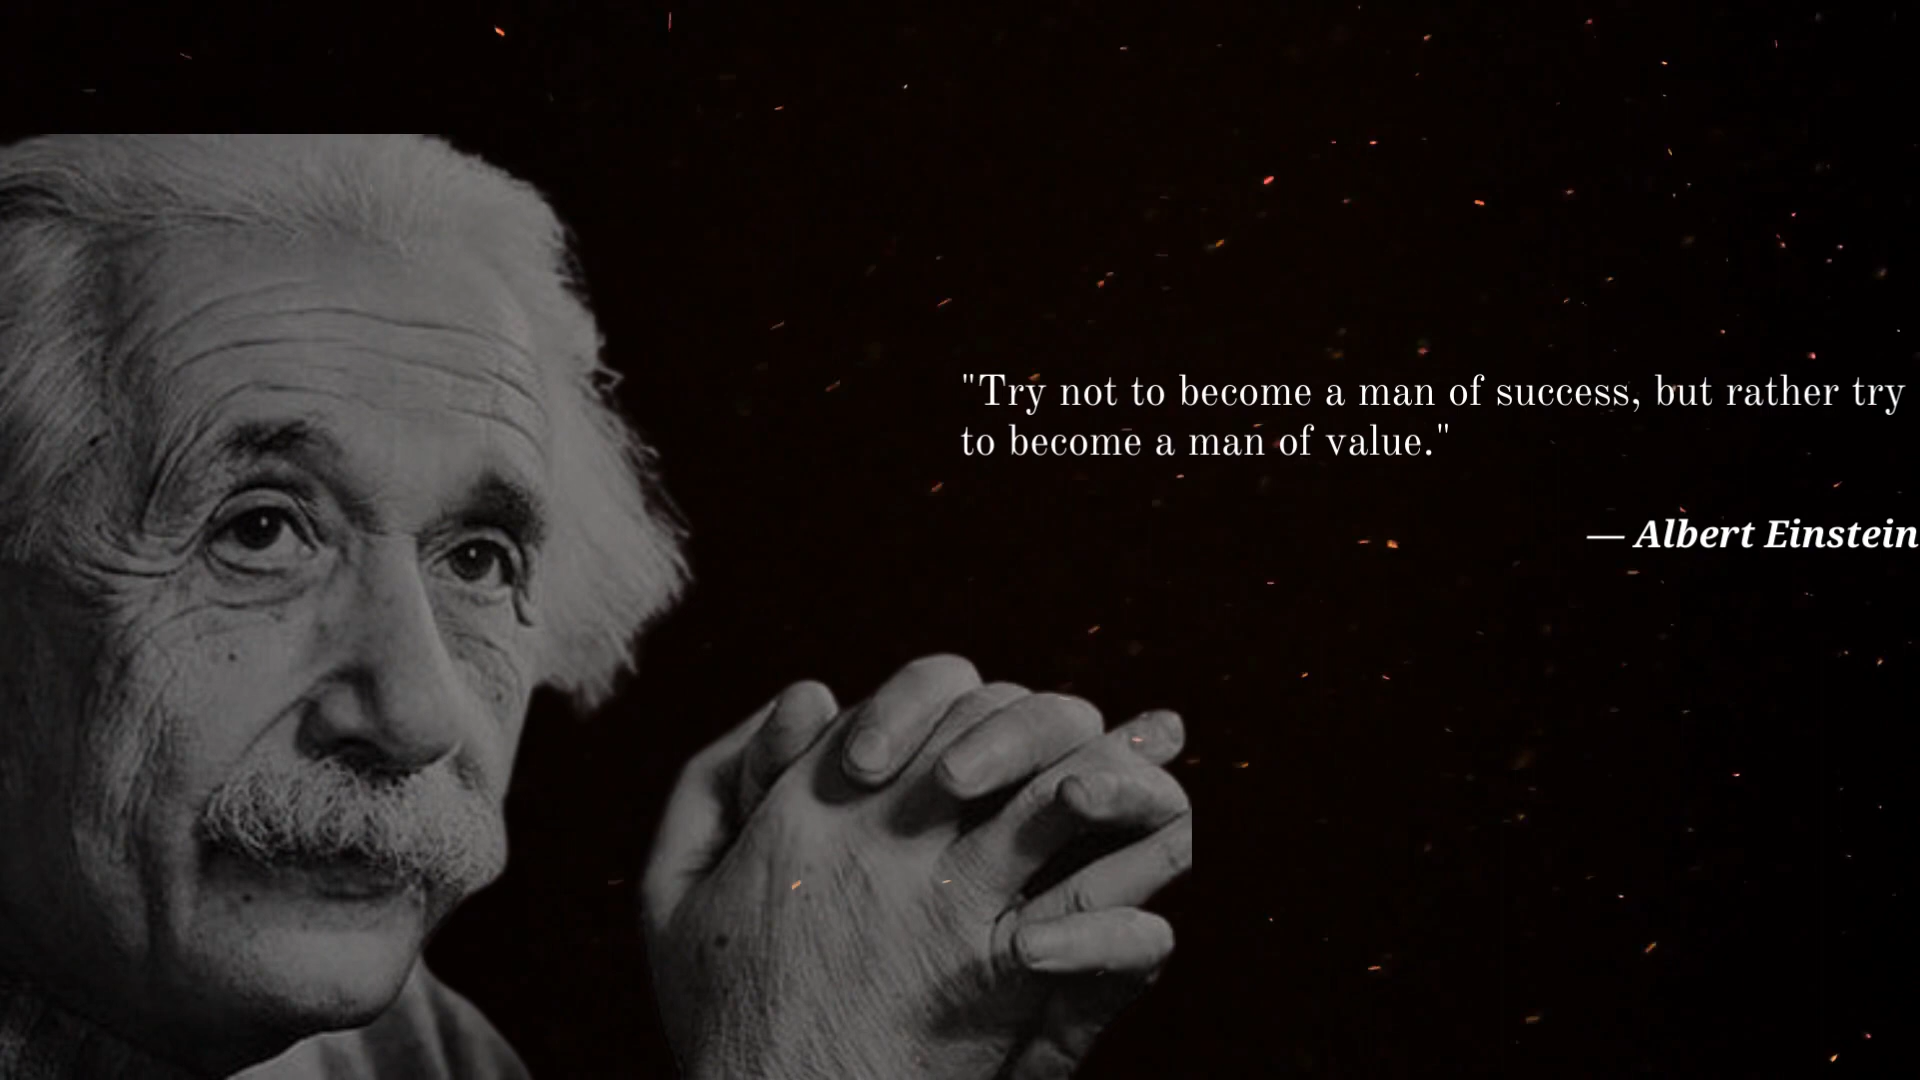 "Try not to become a man of success, but rather try
to become a man of value."
— Albert Einstein